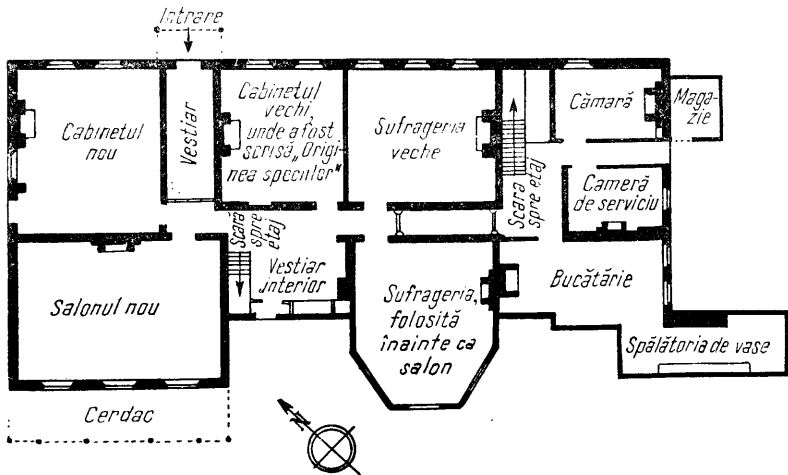 Intrare
Cabinetul
nou
Vestiar
Cabinetul
vechi,
unde a fost
scrisă „Origi-
nea speciilor"
Sufrageria
veche
Scara
spre etaj
Cămară
Maga-
zie
Cameră
de serviciu
Scara
spre
etaj
Vestiar
interior
Salonul nou
Sufrageria,
folosită
înainte ca
salon
Bucătărie
Spălătoria de vase
Cerdac
N